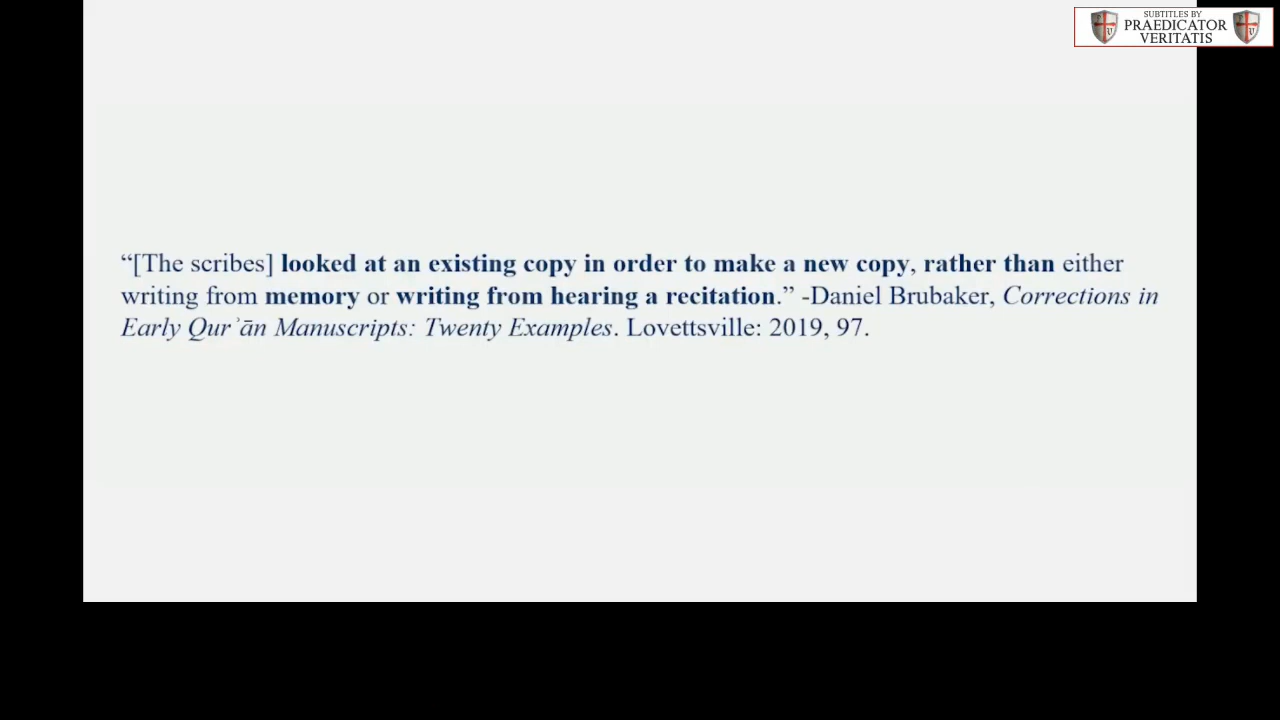 SUBTITLES BY
PRAEDICATOR
VERITATIS
“[The scribes] looked at an existing copy in order to make a new copy, rather than either
writing from memory or writing from hearing a recitation.” -Daniel Brubaker, Corrections in
Early Qurʾān Manuscripts: Twenty Examples. Lovettsville: 2019, 97.